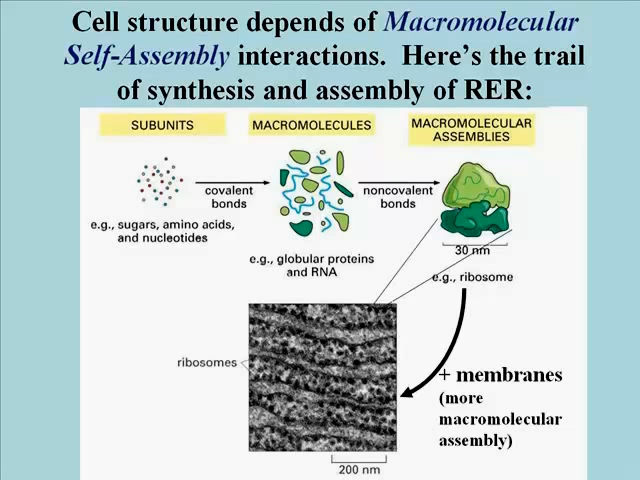 Cell structure depends of Macromolecular
Self-Assembly interactions.  Here's the trail
of synthesis and assembly of RER:
SUBUNITS
MACROMOLECULES
MACROMOLECULAR
ASSEMBLIES
covalent
bonds
noncovalent
bonds
e.g., sugars, amino acids,
and nucleotides
e.g., globular proteins
and RNA
30 nm
e.g., ribosome
ribosomes
+ membranes
(more
macromolecular
assembly)
200 nm